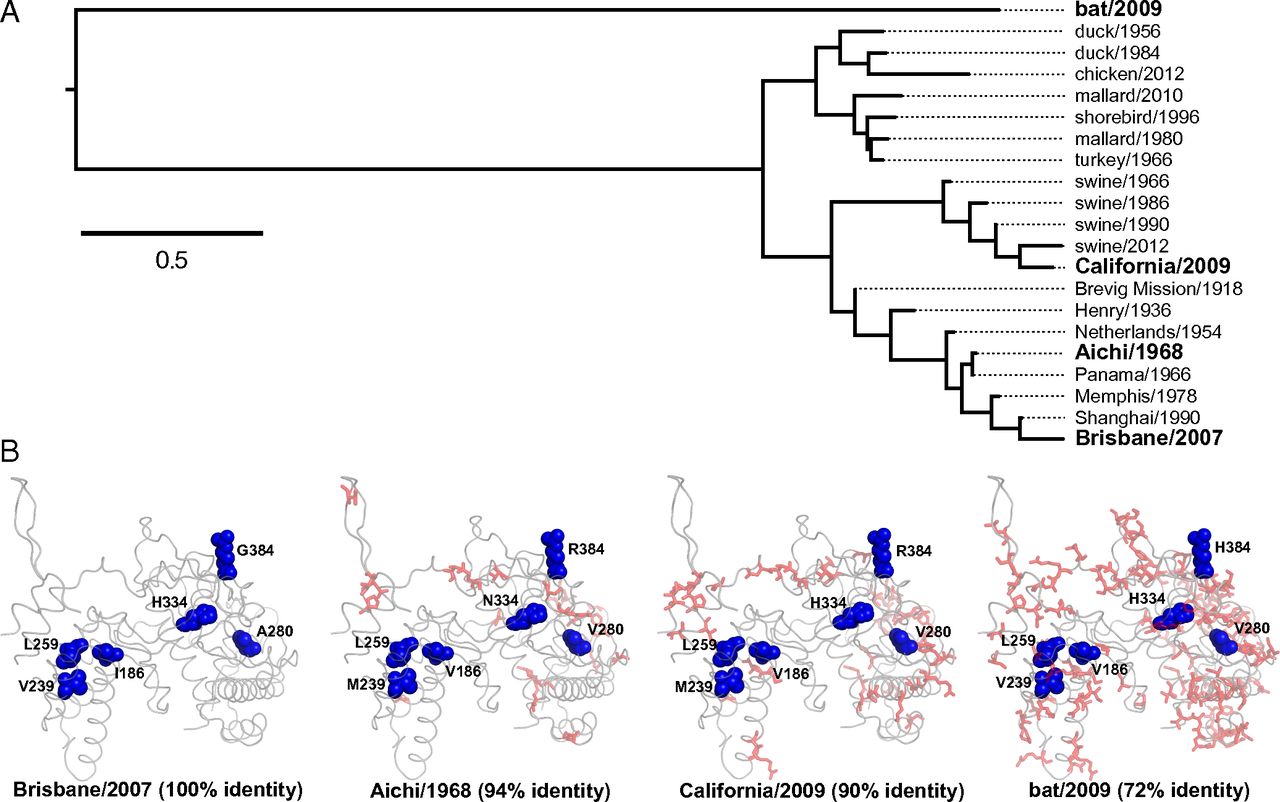 A
bat/2009
duck/1956
duck/1984
chicken/2012
mallard/2010
shorebird/1996
mallard/1980
turkey/1966
swine/1966
swine/1986
swine/1990
swine/2012
California/2009
Brevig Mission/1918
Henry/1936
Netherlands/1954
Aichi/1968
Panama/1966
Memphis/1978
Shanghai/1990
Brisbane/2007
0.5
B
G384
H334
A280
L259
I186
V239
Brisbane/2007 (100% identity)
R384
N334
V280
L259
V186
M239
Aichi/1968 (94% identity)
R384
H334
V280
L259
V186
M239
California/2009 (90% identity)
H384
H334
V280
L259
V186
V239
bat/2009 (72% identity)